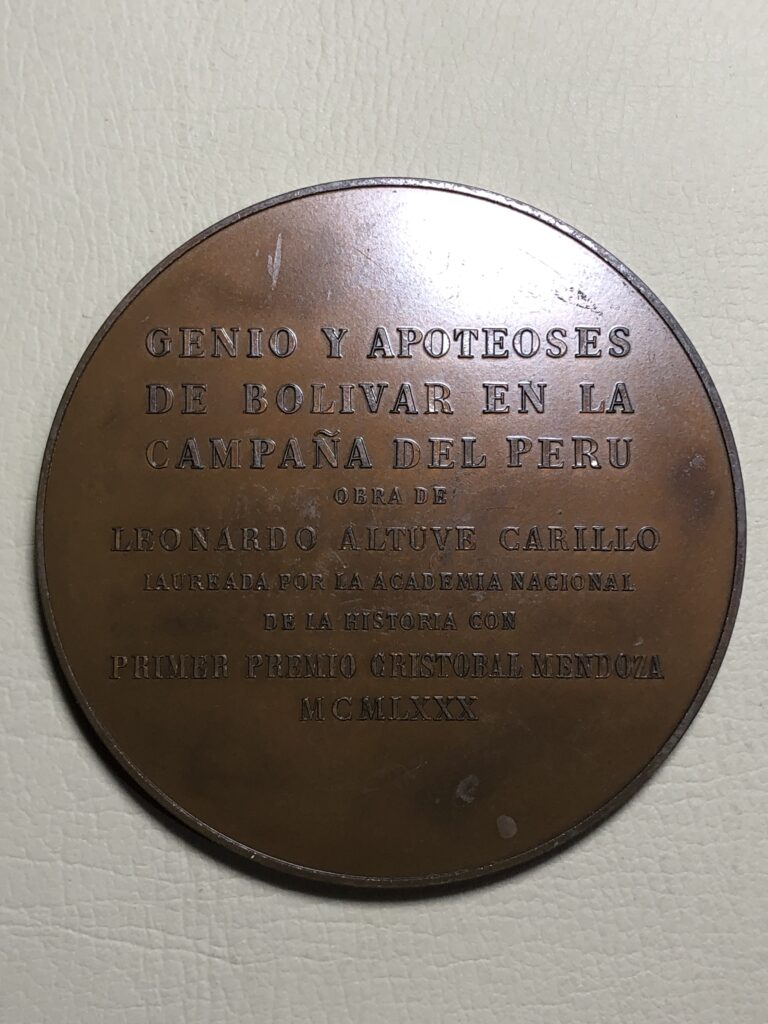 GENIO Y APOTEOSES
DE BOLIVAR EN LA
CAMPAÑA DEL PERU
OBRA DE
LEONARDO ALTUVE CARILLO
LAUREADA POR LA ACADEMIA NACIONAL
DE LA HISTORIA CON
PRIMER PREMIO CRISTOBAL MENDOZA
MCMLXXX